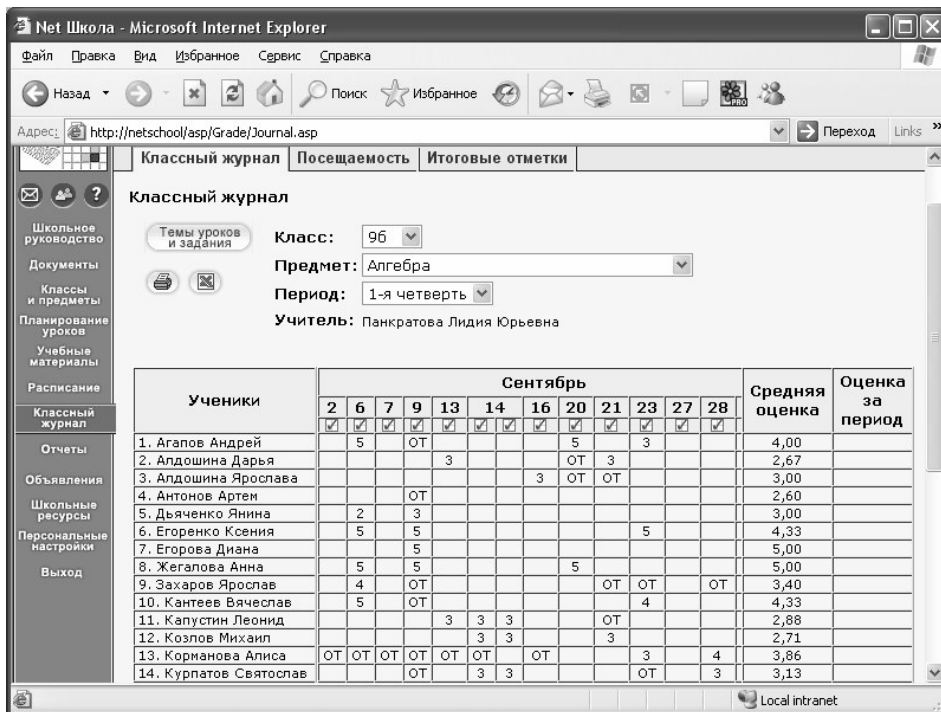 Net Школа - Microsoft Internet Explorer
Файл Правка Вид Избранное Сервис Справка
Назад Поиск Избранное PRO
Адрес: http://netschool/asp/Grade/Journal.asp Переход Links »
Классный журнал Посещаемость Итоговые отметки
Школьное руководство
Документы
Классы и предметы
Планирование уроков
Учебные материалы
Расписание
Классный журнал
Отчеты
Объявления
Школьные ресурсы
Персональные настройки
Выход
Классный журнал
Темы уроков и задания
Класс: 9б
Предмет: Алгебра
Период: 1-я четверть
Учитель: Панкратова Лидия Юрьевна
Ученики Сентябрь Средняя оценка Оценка за период
2 6 7 9 13 14 16 20 21 23 27 28
1. Агапов Андрей 5 ОТ 5 3 4,00
2. Алдошина Дарья 3 ОТ 3 2,67
3. Алдошина Ярослава 3 ОТ ОТ 3,00
4. Антонов Артем ОТ 2,60
5. Дьяченко Янина 2 3 3,00
6. Егоренко Ксения 5 5 5 4,33
7. Егорова Диана 5 5,00
8. Жегалова Анна 5 5 5 5,00
9. Захаров Ярослав 4 ОТ ОТ ОТ ОТ 3,40
10. Кантеев Вячеслав 5 ОТ 4 4,33
11. Капустин Леонид 3 3 3 ОТ 2,88
12. Козлов Михаил 3 3 3 2,71
13. Корманова Алиса ОТ ОТ ОТ ОТ ОТ ОТ ОТ 3 4 3,86
14. Курпатов Святослав ОТ 3 3 ОТ 3 3,13
Local intranet